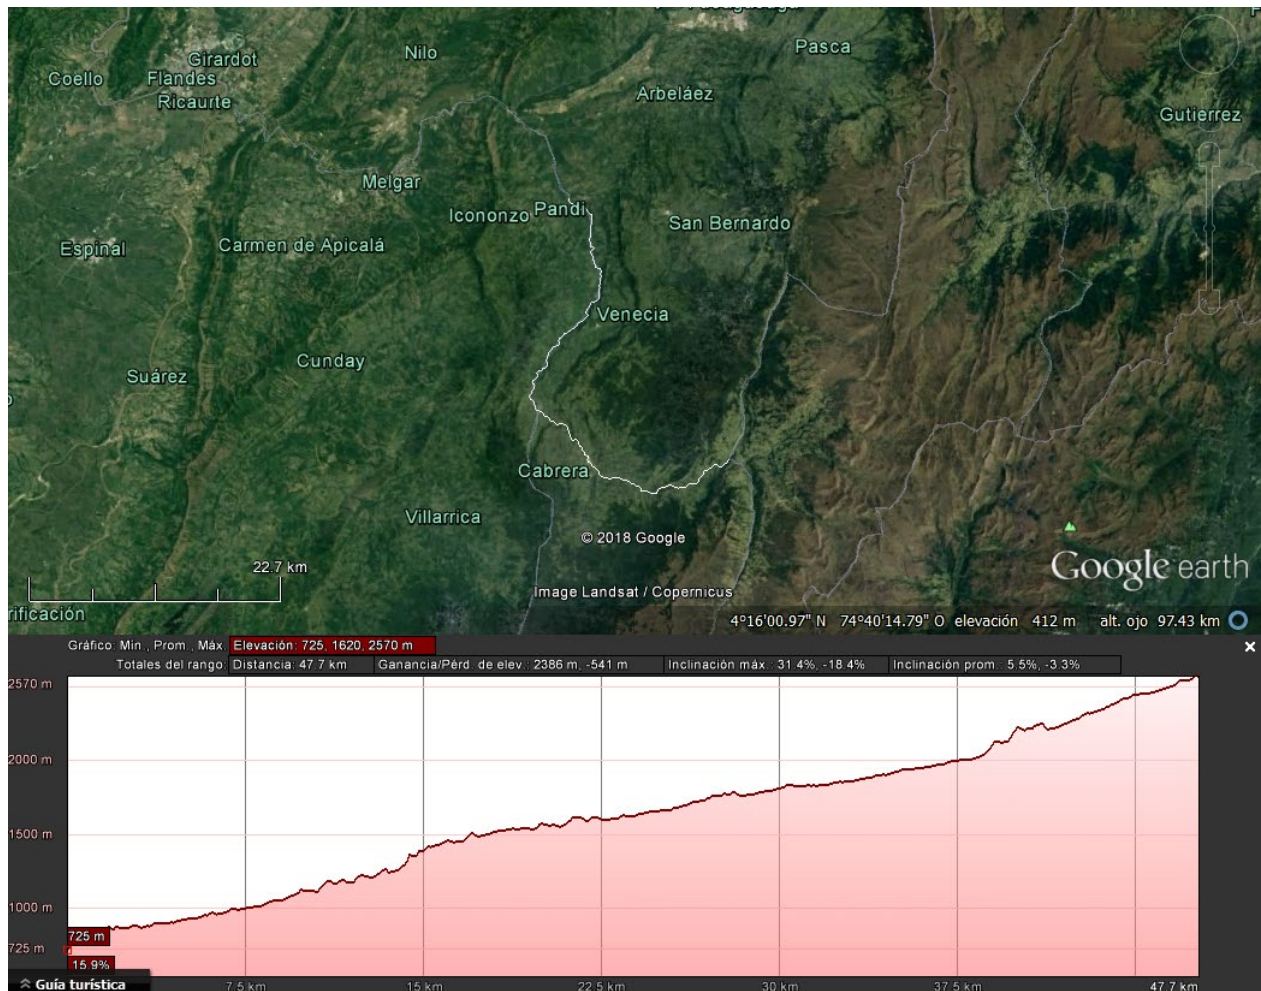 Pasca
Nilo
Girardot
Coello
Flandes
Ricaurte
Arbeláez
Gutierrez
Melgar
Iconozo Pandi
San Bernardo
Espinal
Carmen de Apicalá
Venecia
Cunday
Suárez
Cabrera
Villarrica
© 2018 Google
22.7 km
Google earth
Image Landsat / Copernicus
rificación
4°16'00.97" N 74°40'14.79" O elevación 412 m alt. ojo 97.43 km
Gráfico: Mín., Prom., Máx. Elevación: 725, 1620, 2570 m
Totales del rango: Distancia: 47.7 km Ganancia/Pérd. de elev.: 2386 m, -541 m Inclinación máx.: 31.4%, -18.4% Inclinación prom.: 5.5%, -3.3%
2570 m
2000 m
1500 m
1000 m
725 m
725 m
15.9%
Guía turística
7.5 km 15 km 22.5 km 30 km 37.5 km 47.7 km